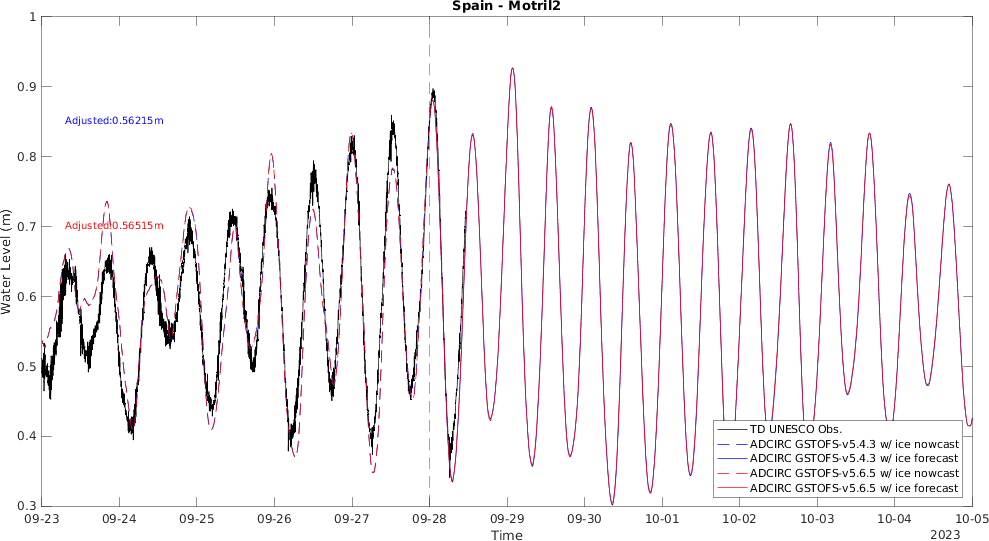 Spain - Motril2
Water Level (m)
1
0.9
0.8
0.7
0.6
0.5
0.4
0.3
Adjusted:0.56215m
Adjusted:0.56515m
TD UNESCO Obs.
ADCIRC GSTOFS-v5.4.3 w/ ice nowcast
ADCIRC GSTOFS-v5.4.3 w/ ice forecast
ADCIRC GSTOFS-v5.6.5 w/ ice nowcast
ADCIRC GSTOFS-v5.6.5 w/ ice forecast
09-23 09-24 09-25 09-26 09-27 09-28 09-29 09-30 10-01 10-02 10-03 10-04 10-05
Time
2023